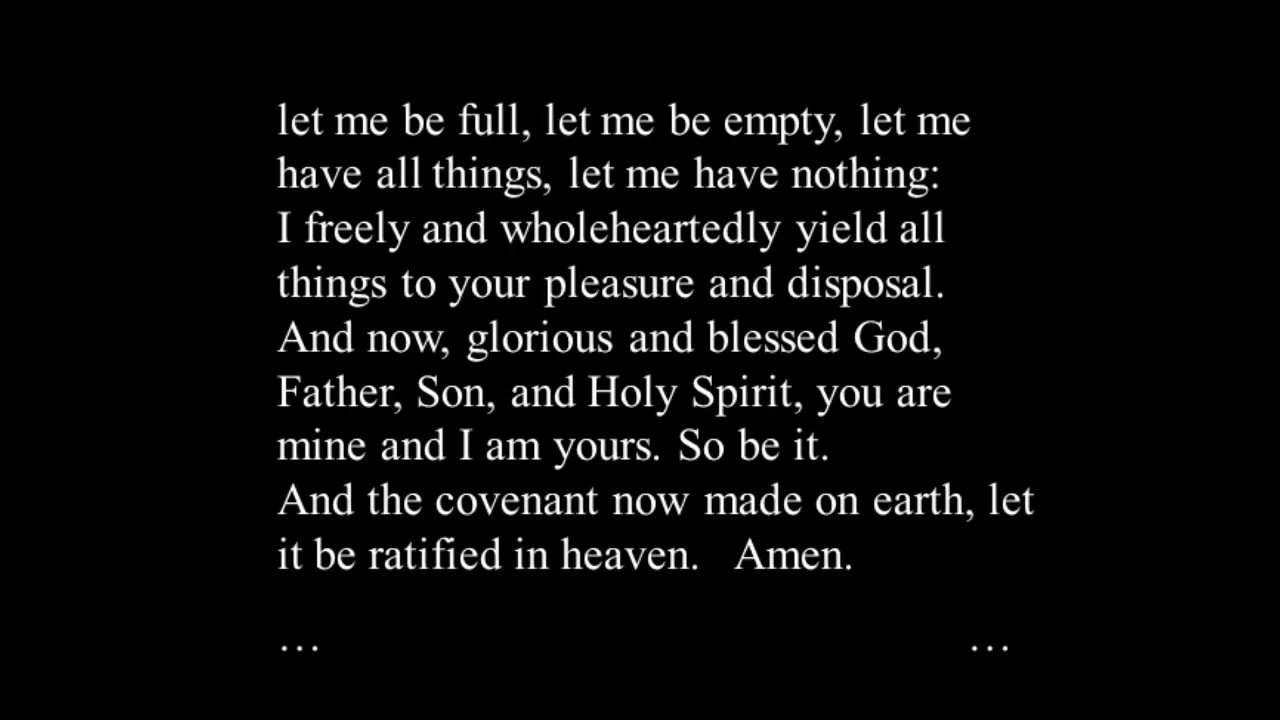 let me be full, let me be empty, let me
have all things, let me have nothing:
I freely and wholeheartedly yield all
things to your pleasure and disposal.
And now, glorious and blessed God,
Father, Son, and Holy Spirit, you are
mine and I am yours. So be it.
And the covenant now made on earth, let
it be ratified in heaven. Amen.
… …